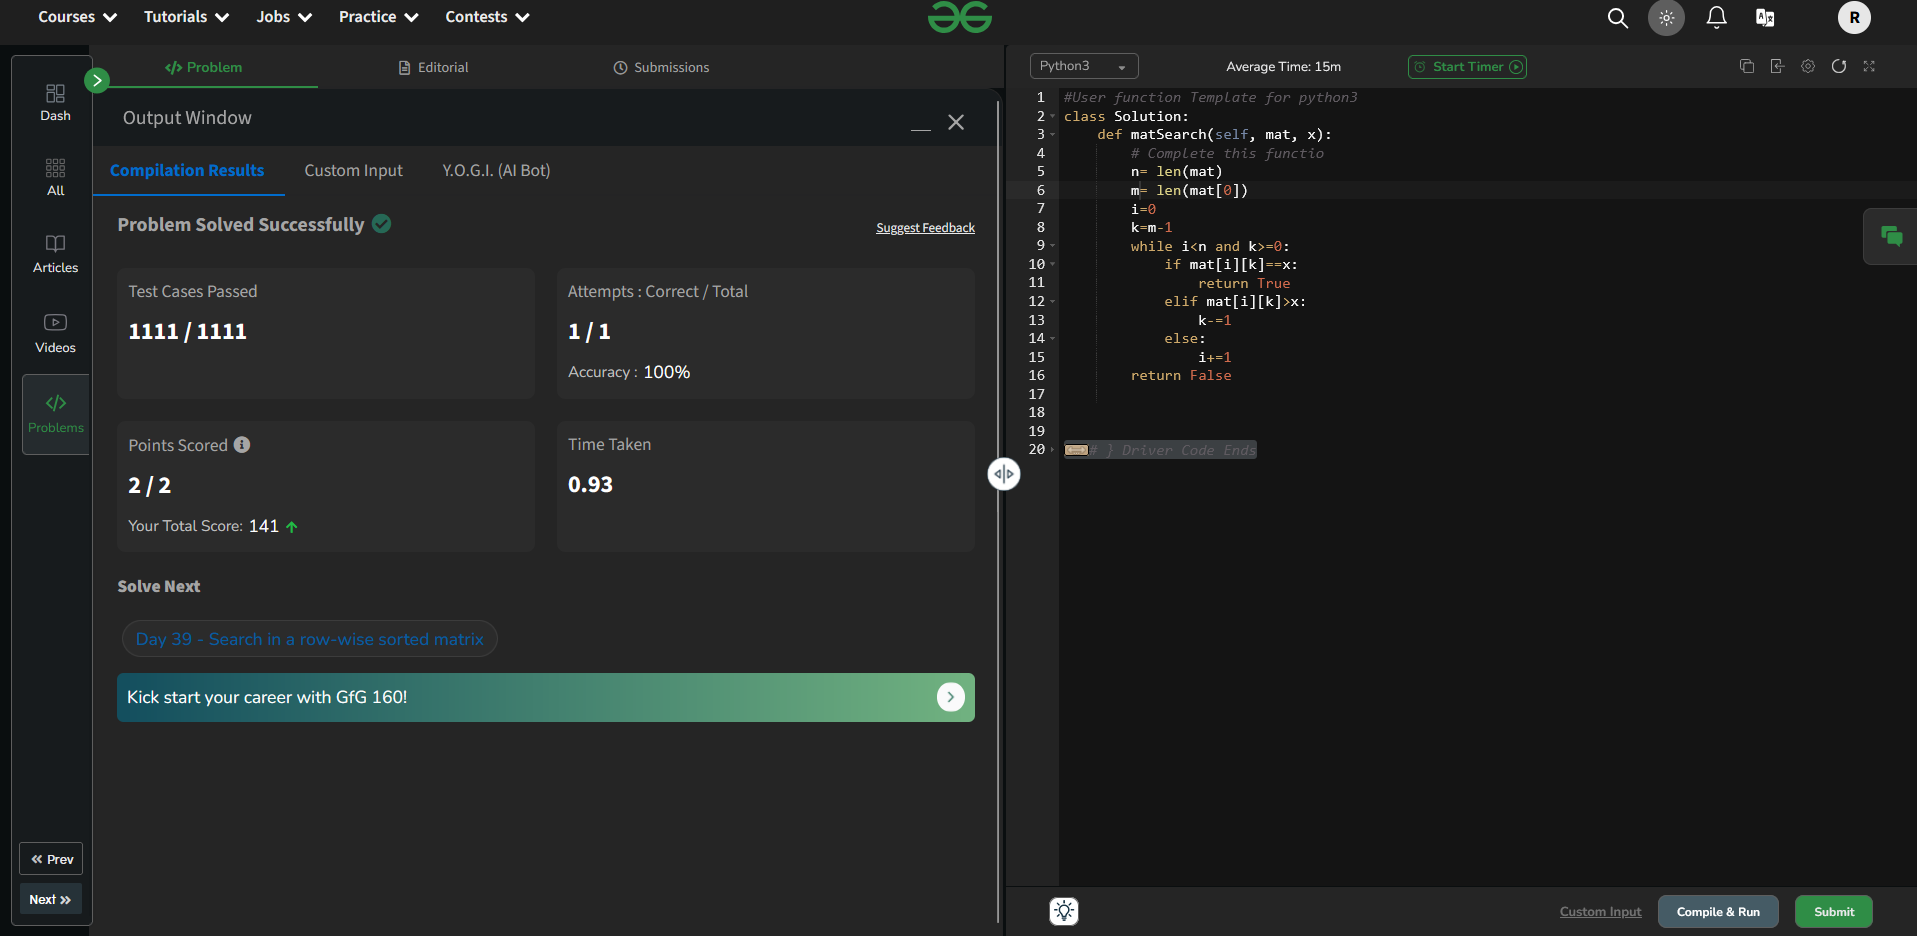 Courses Tutorials Jobs Practice Contests
R
Dash
All
Articles
Videos
Problems
Prev
Next
Problem Editorial Submissions
Output Window
Compilation Results Custom Input Y.O.G.I. (AI Bot)
Problem Solved Successfully
Suggest Feedback
Test Cases Passed
1111 / 1111
Attempts : Correct / Total
1 / 1
Accuracy : 100%
Points Scored
2 / 2
Your Total Score: 141
Time Taken
0.93
Solve Next
Day 39 - Search in a row-wise sorted matrix
Kick start your career with GfG 160!
Python3
Average Time: 15m
Start Timer
1 #User function Template for python3
2 class Solution:
3 def matSearch(self, mat, x):
4 # Complete this functio
5 n= len(mat)
6 m= len(mat[0])
7 i=0
8 k=m-1
9 while i<n and k>=0:
10 if mat[i][k]==x:
11 return True
12 elif mat[i][k]>x:
13 k-=1
14 else:
15 i+=1
16 return False
17
18
19
20 # } Driver Code Ends
Custom Input Compile & Run Submit